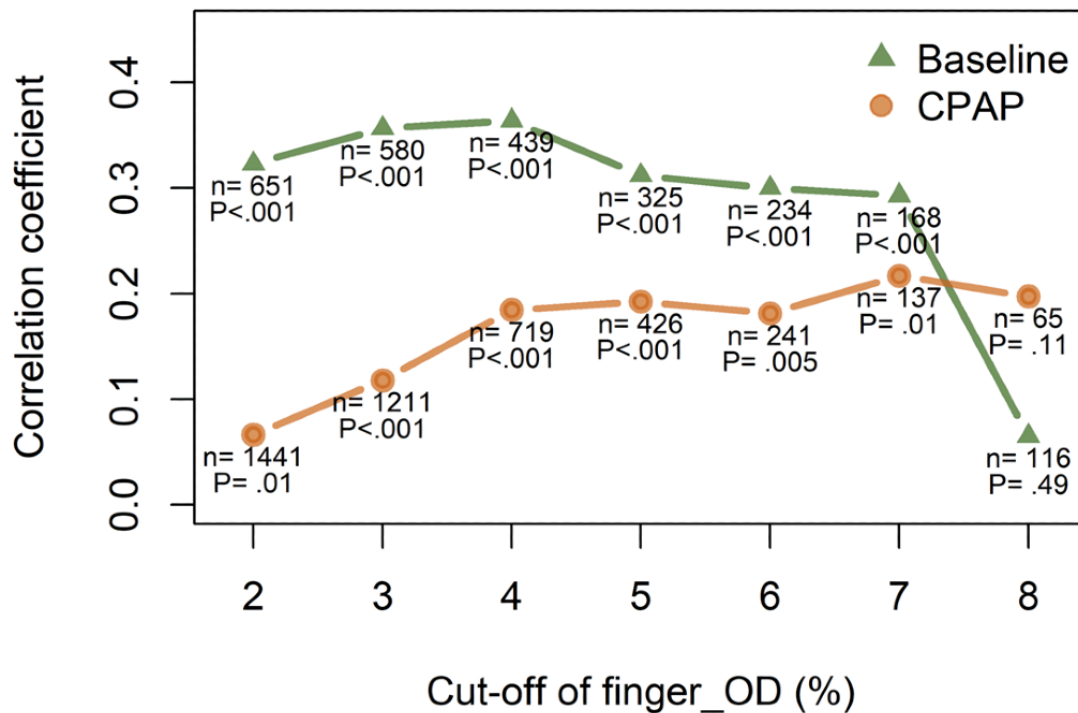 Correlation coefficient
0.4
0.3
0.2
0.1
0.0
Baseline
CPAP
n= 651
P<.001
n= 580
P<.001
n= 439
P<.001
n= 325
P<.001
n= 234
P<.001
n= 168
P<.001
n= 116
P= .49
n= 1441
P= .01
n= 1211
P<.001
n= 719
P<.001
n= 426
P<.001
n= 241
P= .005
n= 137
P= .01
n= 65
P= .11
2 3 4 5 6 7 8
Cut-off of finger_OD (%)